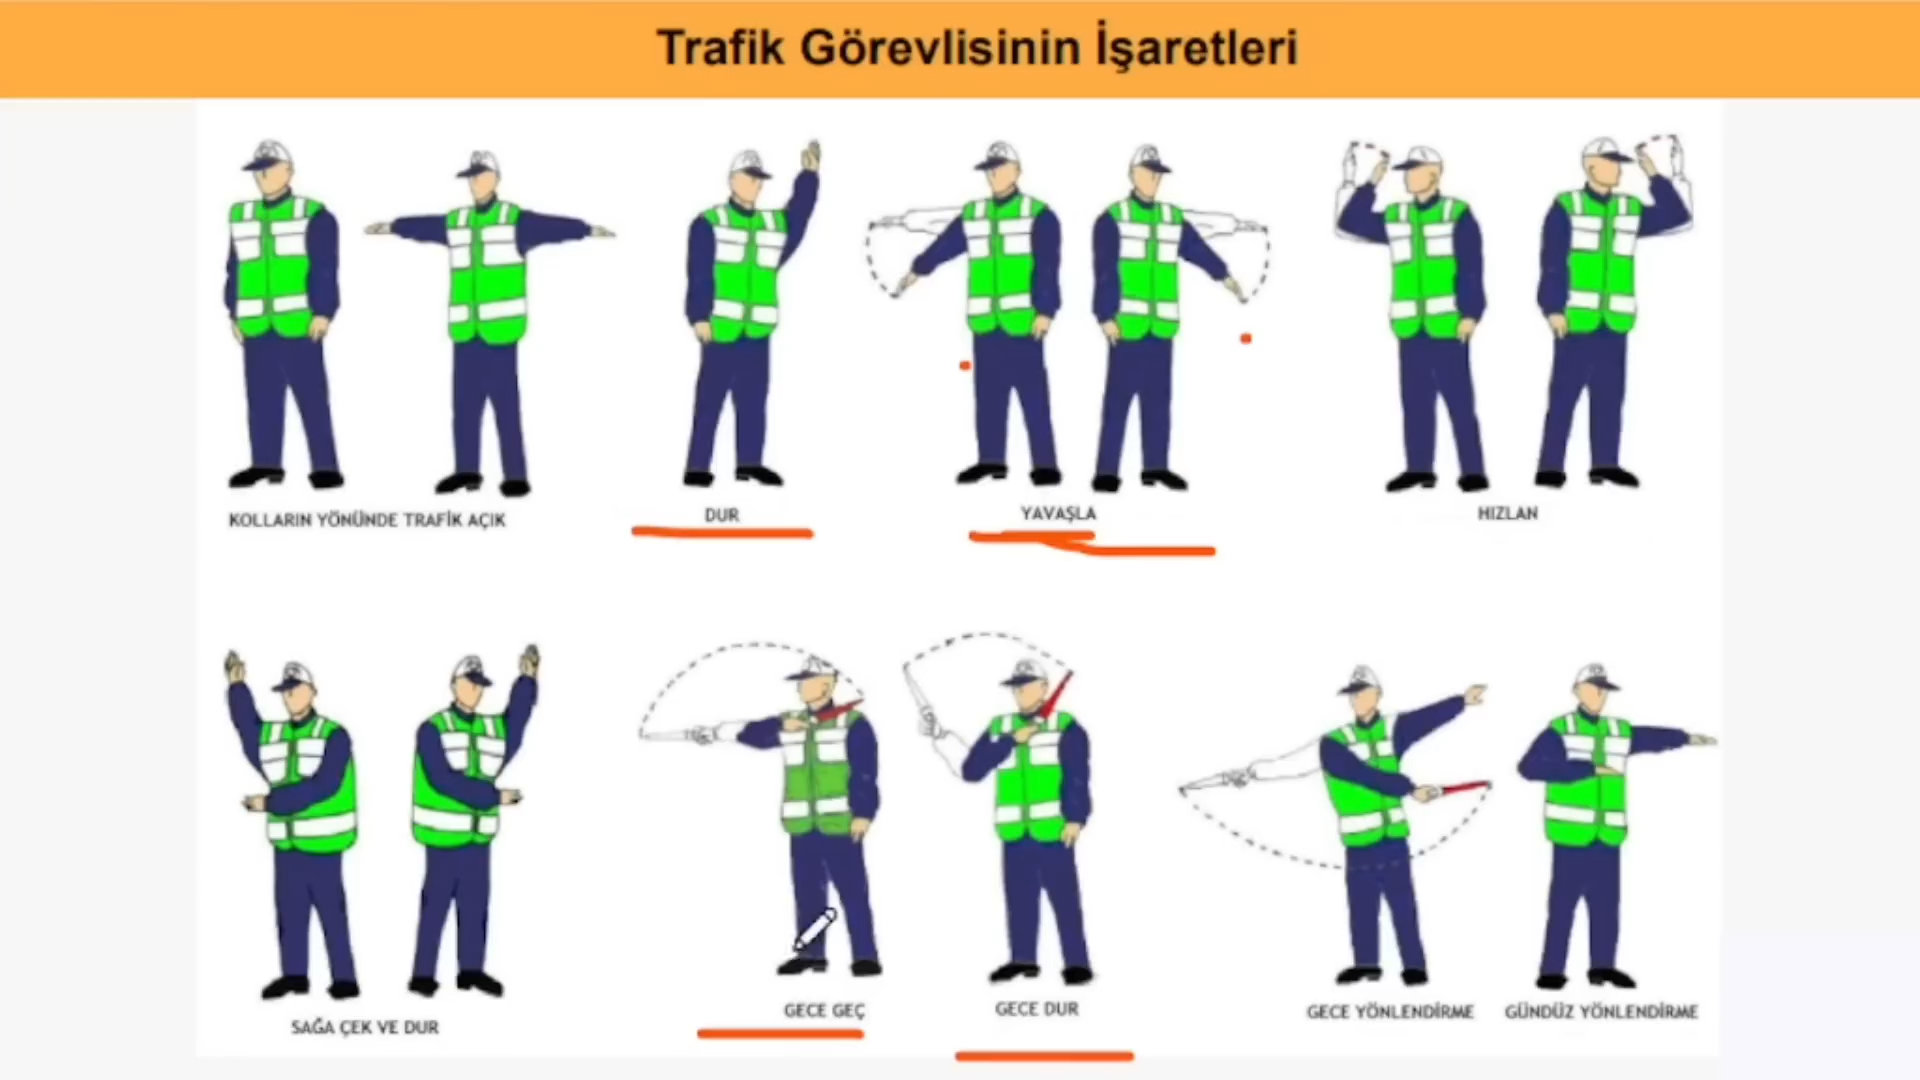 Trafik Görevlisinin İşaretleri
KOLLARIN YÖNÜNDE TRAFİK AÇIK
DUR
YAVAŞLA
HIZLAN
SAĞA ÇEK VE DUR
GECE GEÇ
GECE DUR
GECE YÖNLENDİRME
GÜNDÜZ YÖNLENDİRME